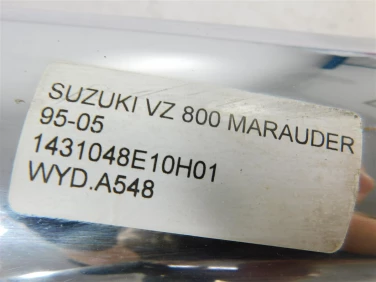 SUZUKI VZ 800 MARAUDER
95-05
1431048E10H01
WYD.A548